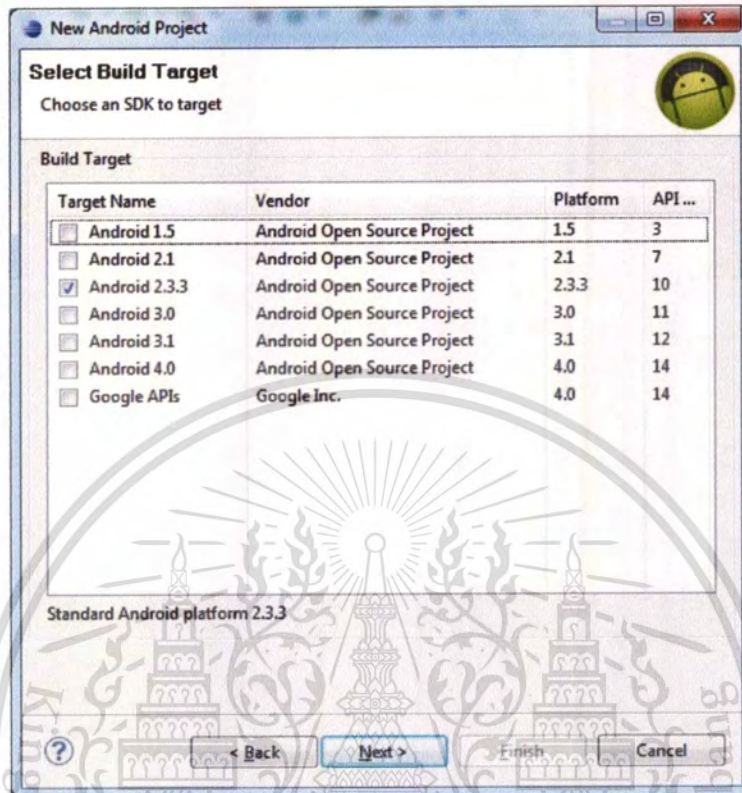 New Android Project
Select Build Target
Choose an SDK to target
Build Target
Target Name Vendor Platform API ...
Android 1.5 Android Open Source Project 1.5 3
Android 2.1 Android Open Source Project 2.1 7
Android 2.3.3 Android Open Source Project 2.3.3 10
Android 3.0 Android Open Source Project 3.0 11
Android 3.1 Android Open Source Project 3.1 12
Android 4.0 Android Open Source Project 4.0 14
Google APIs Google Inc. 4.0 14
Standard Android platform 2.3.3
? < Back Next > Finish Cancel
King